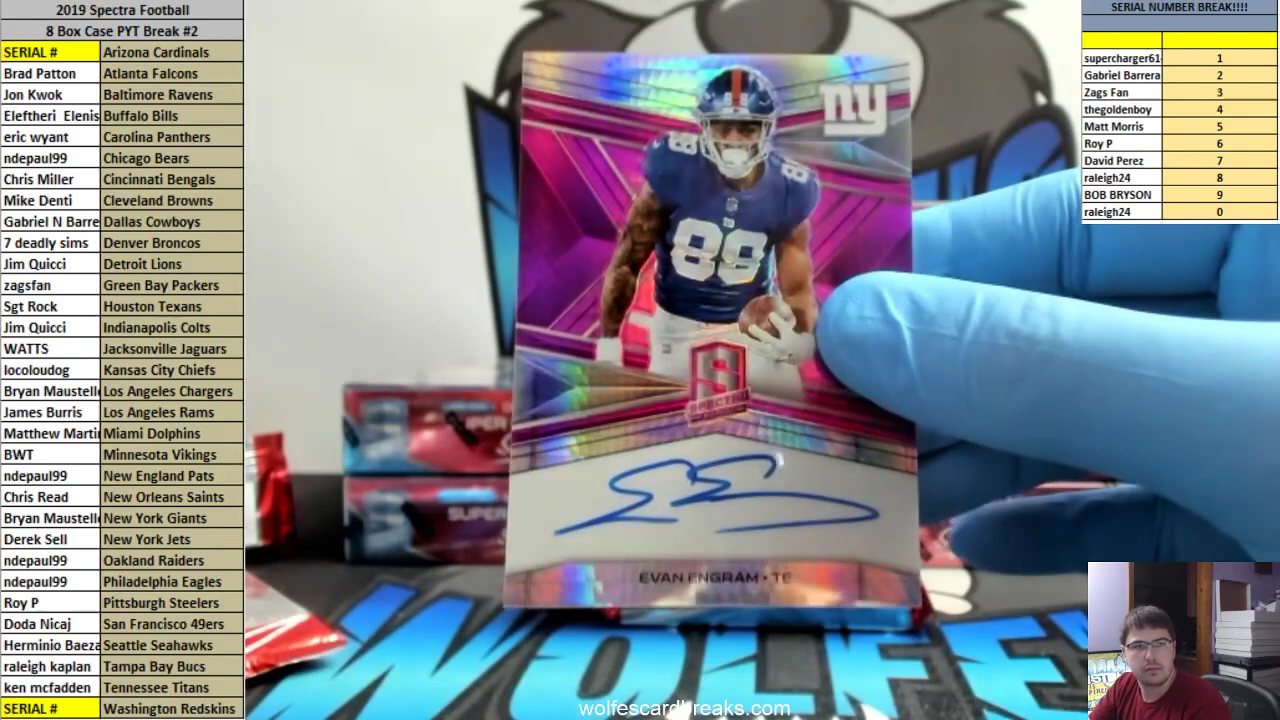 2019 Spectra Football
8 Box Case PYT Break #2
SERIAL # Arizona Cardinals
Brad Patton Atlanta Falcons
Jon Kwok Baltimore Ravens
Eleftheri Elenis Buffalo Bills
eric wyant Carolina Panthers
ndepaul99 Chicago Bears
Chris Miller Cincinnati Bengals
Mike Denti Cleveland Browns
Gabriel N Barre Dallas Cowboys
7 deadly sims Denver Broncos
Jim Quicci Detroit Lions
zagsfan Green Bay Packers
Sgt Rock Houston Texans
Jim Quicci Indianapolis Colts
WATTS Jacksonville Jaguars
locoloudog Kansas City Chiefs
Bryan Maustelle Los Angeles Chargers
James Burris Los Angeles Rams
Matthew Martin Miami Dolphins
BWT Minnesota Vikings
ndepaul99 New England Pats
Chris Read New Orleans Saints
Bryan Maustelle New York Giants
Derek Sell New York Jets
ndepaul99 Oakland Raiders
ndepaul99 Philadelphia Eagles
Roy P Pittsburgh Steelers
Doda Nicaj San Francisco 49ers
Herminio Baeza Seattle Seahawks
raleigh kaplan Tampa Bay Bucs
ken mcfadden Tennessee Titans
SERIAL # Washington Redskins
ny
88
88
88
S
SPECTRA
EVAN ENGRAM • TE
SUPER
WOLFE
wolfescardbreaks.com
SERIAL NUMBER BREAK!!!!
supercharger61 1
Gabriel Barrera 2
Zags Fan 3
thegoldenboy 4
Matt Morris 5
Roy P 6
David Perez 7
raleigh24 8
BOB BRYSON 9
raleigh24 0